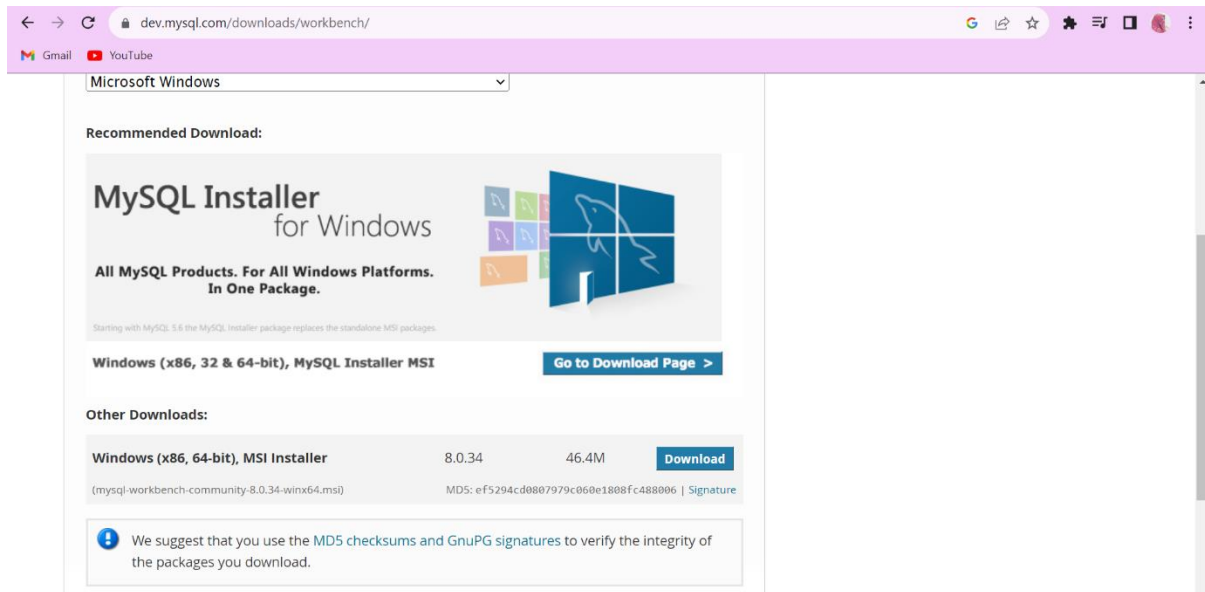 dev.mysql.com/downloads/workbench/
Gmail YouTube
Microsoft Windows
Recommended Download:
MySQL Installer
for Windows
All MySQL Products. For All Windows Platforms.
In One Package.
Starting with MySQL 5.6 the MySQL Installer package replaces the standalone MSI packages.
Windows (x86, 32 & 64-bit), MySQL Installer MSI Go to Download Page >
Other Downloads:
Windows (x86, 64-bit), MSI Installer 8.0.34 46.4M Download
(mysql-workbench-community-8.0.34-winx64.msi) MD5: ef5294cd0807979c060e1808fc488006 | Signature
We suggest that you use the MD5 checksums and GnuPG signatures to verify the integrity of
the packages you download.